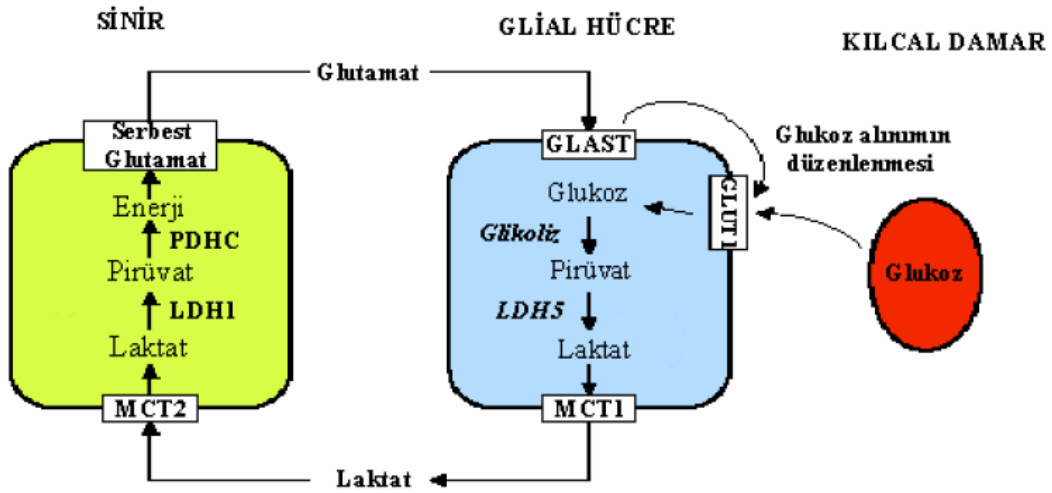 SİNİR
GLİAL HÜCRE
KILCAL DAMAR
Glutamat
Serbest
Glutamat
Enerji
PDHC
Pirüvat
LDH1
Laktat
MCT2
GLAST
Glukoz
Glikoliz
Pirüvat
LDH5
Laktat
MCT1
GLUT1
Glukoz alınımın
düzenlenmesi
Glukoz
Laktat